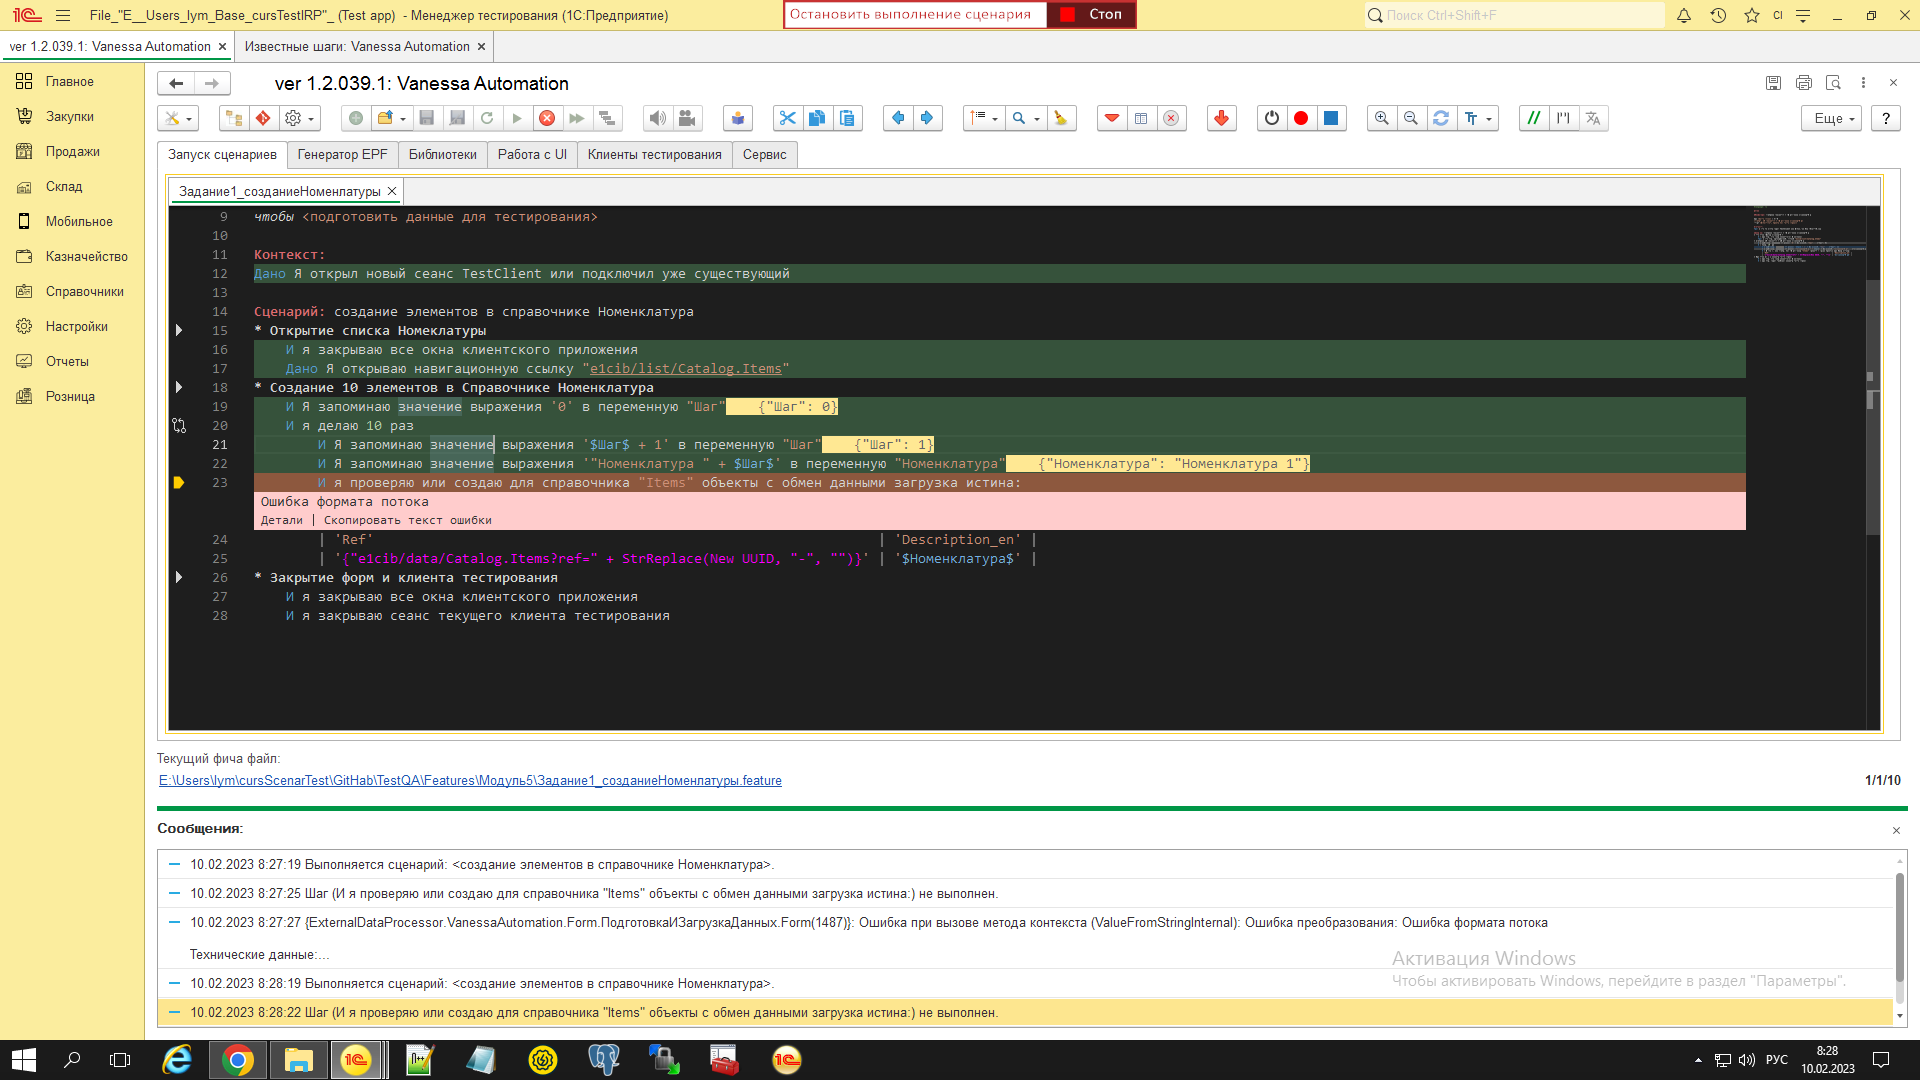 File_"E__Users_lym_Base_cursTestIRP"_ (Test app) - Менеджер тестирования (1С:Предприятие)
Остановить выполнение сценария
Стоп
Поиск Ctrl+Shift+F
CI
ver 1.2.039.1: Vanessa Automation ×
Известные шаги: Vanessa Automation ×
Главное
Закупки
Продажи
Склад
Мобильное
Казначейство
Справочники
Настройки
Отчеты
Розница
ver 1.2.039.1: Vanessa Automation
Еще
?
Запуск сценариев
Генератор EPF
Библиотеки
Работа с UI
Клиенты тестирования
Сервис
Задание1_созданиеНоменлатуры ×
9 чтобы <подготовить данные для тестирования>
10
11 Контекст:
12 Дано Я открыл новый сеанс TestClient или подключил уже существующий
13
14 Сценарий: создание элементов в справочнике Номенклатура
15 * Открытие списка Номеклатуры
16 И я закрываю все окна клиентского приложения
17 Дано Я открываю навигационную ссылку "e1cib/list/Catalog.Items"
18 * Создание 10 элементов в Справочнике Номенклатура
19 И Я запоминаю значение выражения '0' в переменную "Шаг" {"Шаг": 0}
20 И я делаю 10 раз
21 И Я запоминаю значение выражения '$Шаг$ + 1' в переменную "Шаг" {"Шаг": 1}
22 И Я запоминаю значение выражения '"Номенклатура " + $Шаг$' в переменную "Номенклатура" {"Номенклатура": "Номенклатура 1"}
23 И я проверяю или создаю для справочника "Items" объекты с обмен данными загрузка истина:
Ошибка формата потока
Детали | Скопировать текст ошибки
24 | 'Ref' | 'Description_en' |
25 | '{"e1cib/data/Catalog.Items?ref=" + StrReplace(New UUID, "-", "")}' | '$Номенклатура$' |
26 * Закрытие форм и клиента тестирования
27 И я закрываю все окна клиентского приложения
28 И я закрываю сеанс текущего клиента тестирования
Текущий фича файл:
E:\Users\lym\cursScenarTest\GitHab\TestQA\Features\Модуль5\Задание1_созданиеНоменлатуры.feature
1/1/10
Сообщения:
10.02.2023 8:27:19 Выполняется сценарий: <создание элементов в справочнике Номенклатура>.
10.02.2023 8:27:25 Шаг (И я проверяю или создаю для справочника "Items" объекты с обмен данными загрузка истина:) не выполнен.
10.02.2023 8:27:27 {ExternalDataProcessor.VanessaAutomation.Form.ПодготовкаИЗагрузкаДанных.Form(1487)}: Ошибка при вызове метода контекста (ValueFromStringInternal): Ошибка преобразования: Ошибка формата потока
Технические данные:...
10.02.2023 8:28:19 Выполняется сценарий: <создание элементов в справочнике Номенклатура>.
10.02.2023 8:28:22 Шаг (И я проверяю или создаю для справочника "Items" объекты с обмен данными загрузка истина:) не выполнен.
Активация Windows
Чтобы активировать Windows, перейдите в раздел "Параметры".
РУС
8:28
10.02.2023